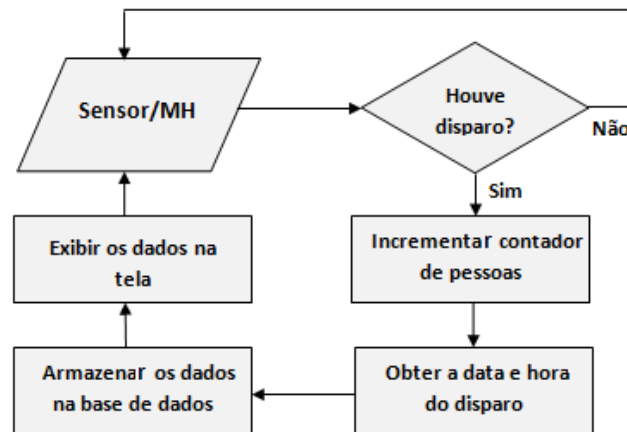 Sensor/MH
Houve
disparo?
Não
Sim
Incrementar contador
de pessoas
Obter a data e hora
do disparo
Armazenar os dados
na base de dados
Exibir os dados na
tela